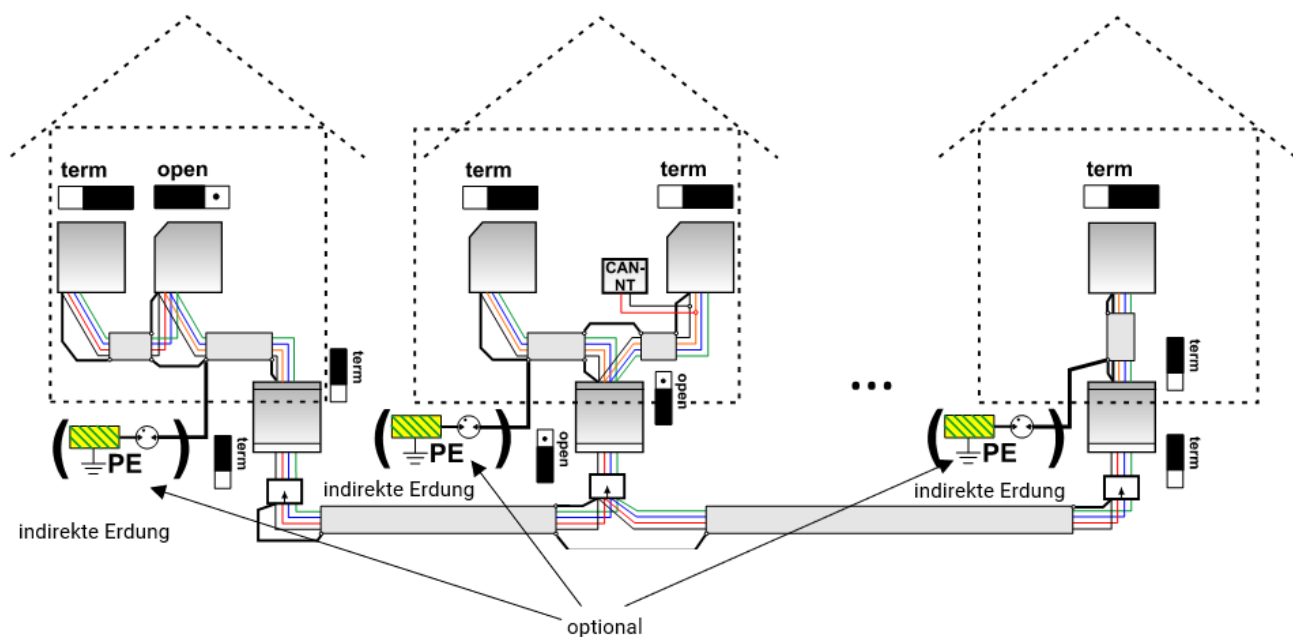 term
open
term
term
term
CAN-
NT
term
open
term
...
( PE )
term
( PE )
open
( PE )
term
indirekte Erdung
indirekte Erdung
indirekte Erdung
optional